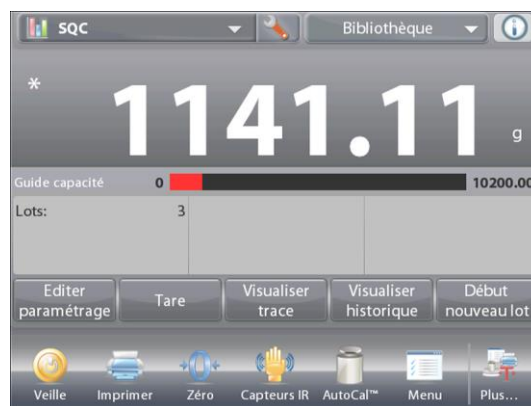 SQC Bibliothèque
* 1141.11 g
Guide capacité 0 10200.00
Lots: 3
Editer paramétrage
Tare
Visualiser trace
Visualiser historique
Début nouveau lot
Veille Imprimer Zéro Capteurs IR AutoCal™ Menu Plus...